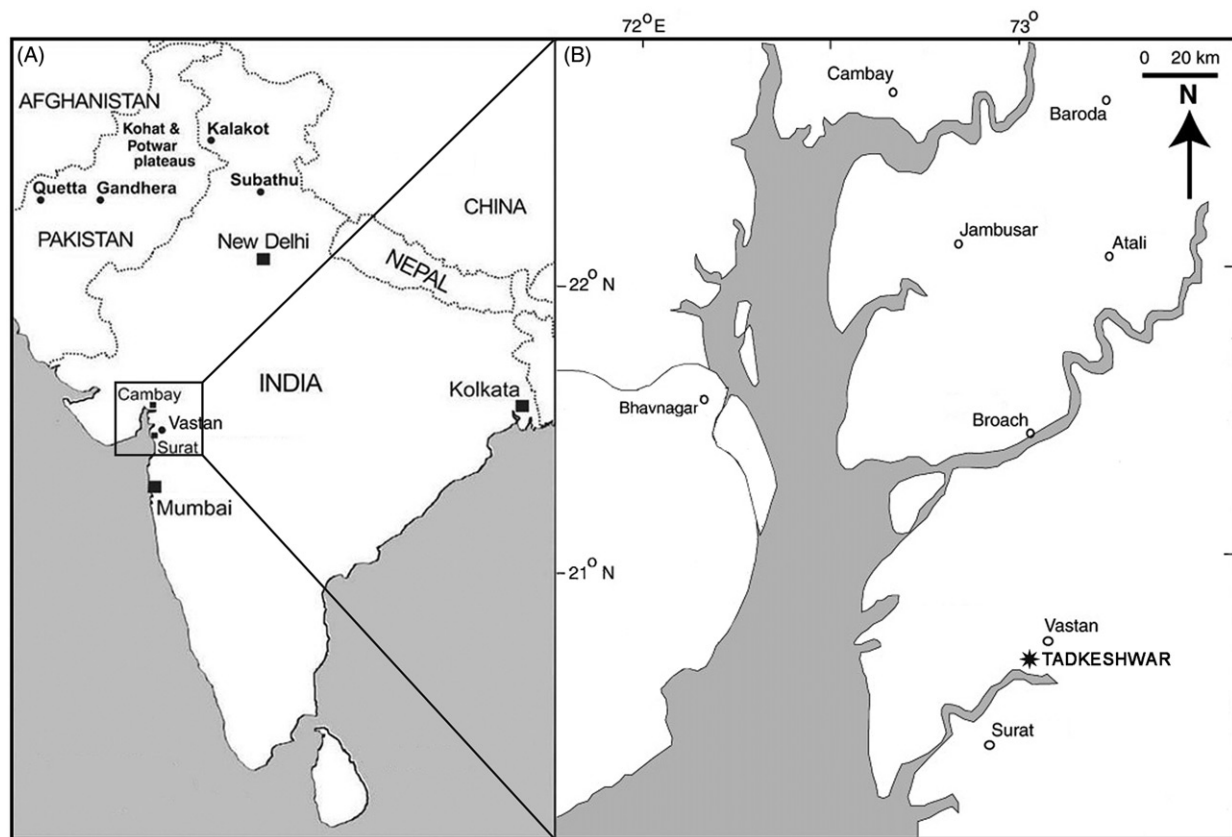 (A)
AFGHANISTAN
Kohat &
Potwar
plateaus
Kalakot
Quetta
Gandhera
Subathu
PAKISTAN
New Delhi
CHINA
NEPAL
INDIA
Kolkata
Cambay
Vastan
Surat
Mumbai
72°E
73°
(B)
0 20 km
N
Cambay
Baroda
Jambusar
Atali
22° N
Bhavnagar
Broach
21° N
Vastan
TADKESHWAR
Surat